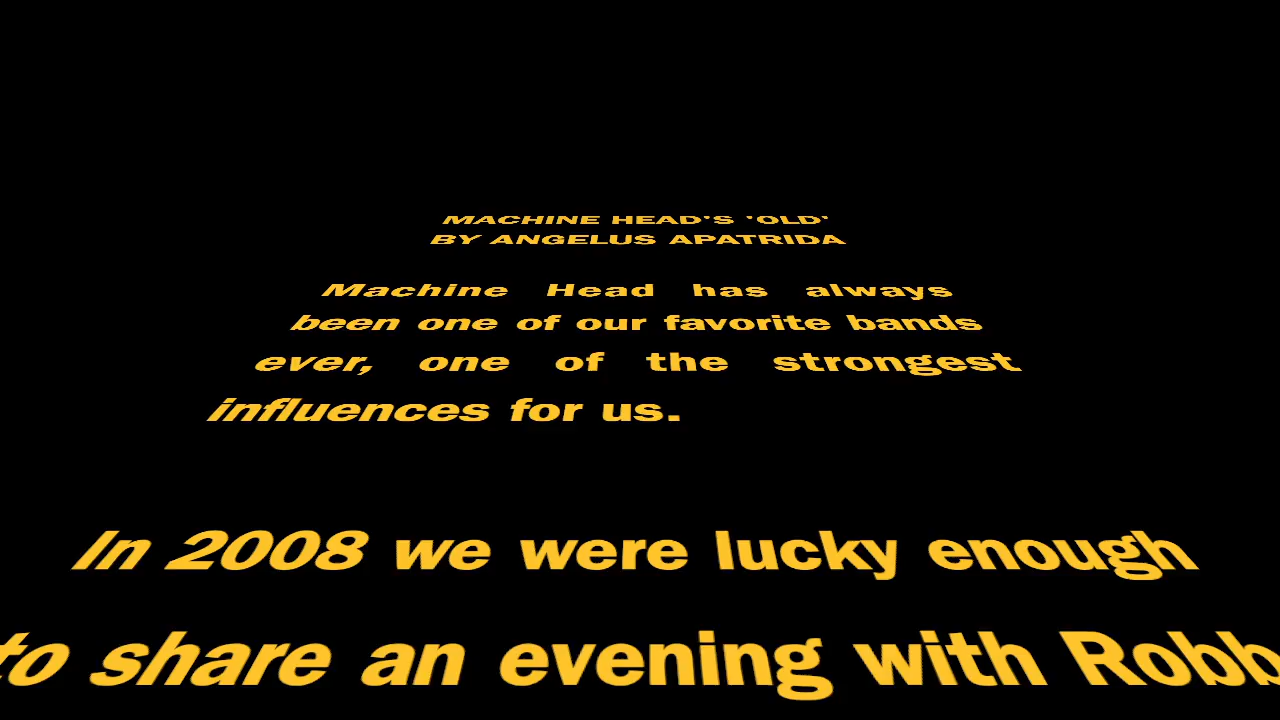 MACHINE HEAD'S 'OLD'
BY ANGELUS APATRIDA
Machine Head has always
been one of our favorite bands
ever, one of the strongest
influences for us.
In 2008 we were lucky enough
to share an evening with Robb